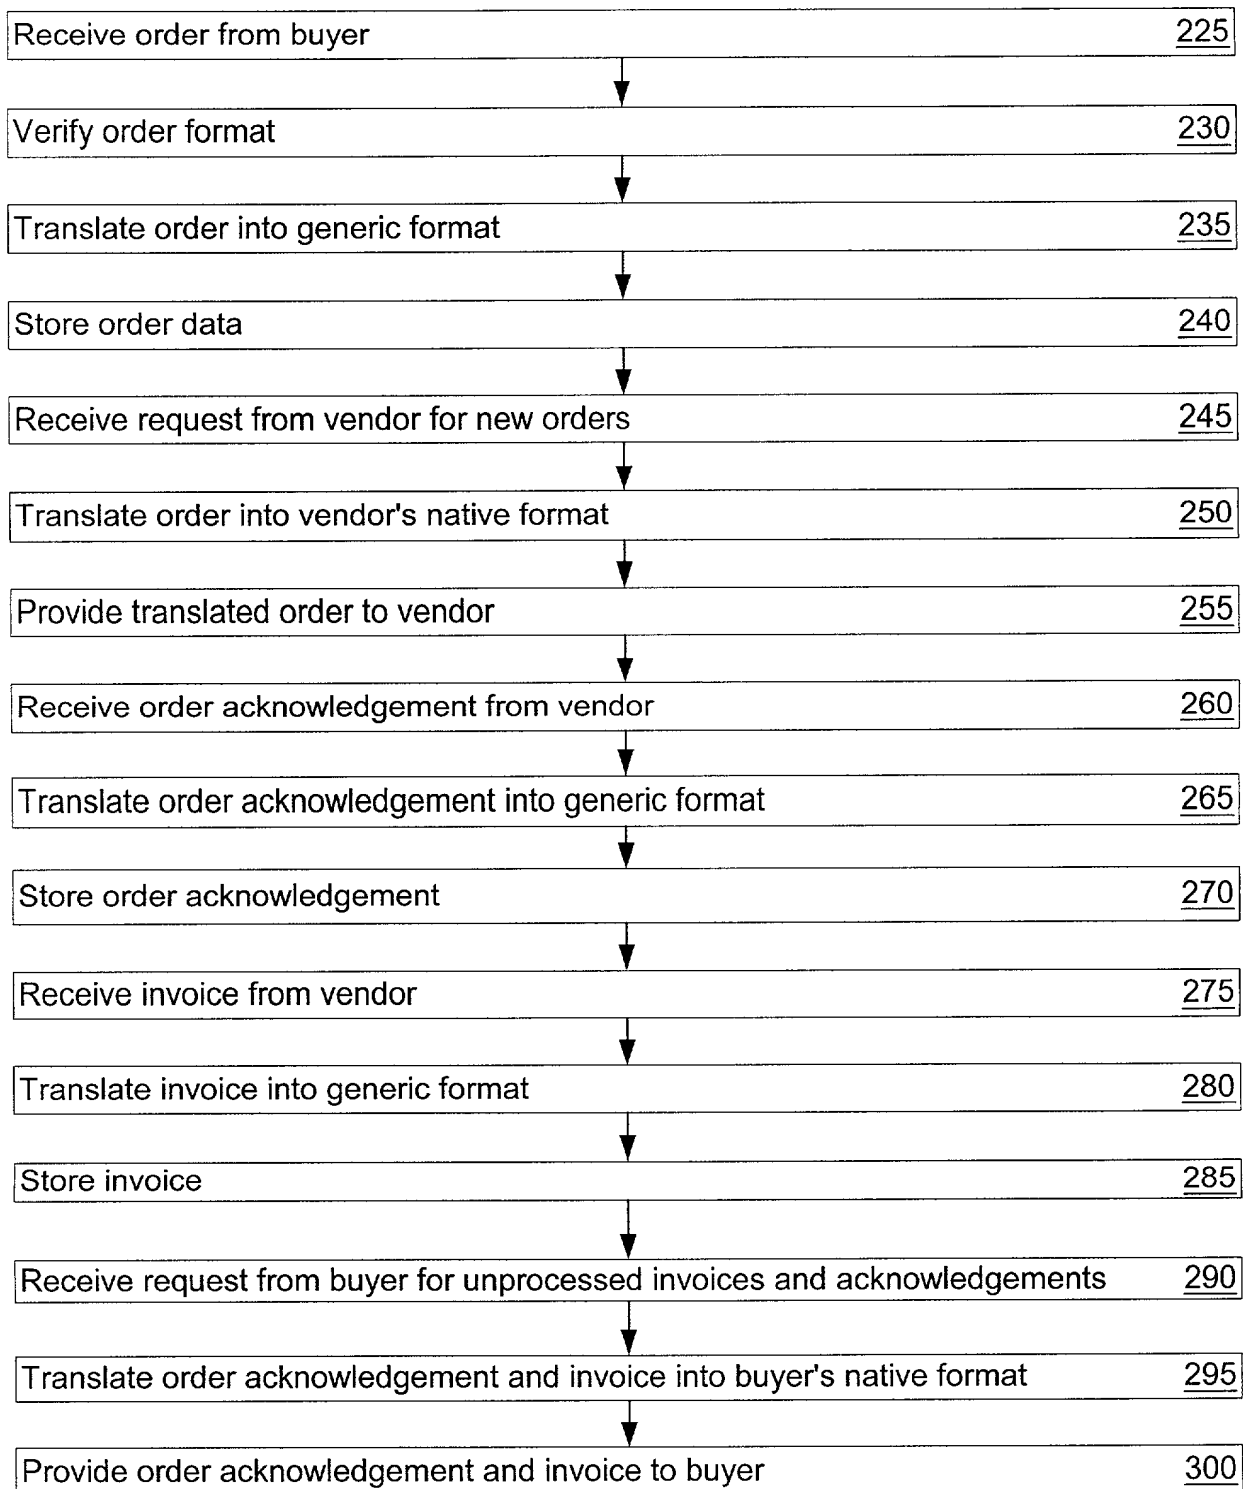 Receive order from buyer 225
Verify order format 230
Translate order into generic format 235
Store order data 240
Receive request from vendor for new orders 245
Translate order into vendor's native format 250
Provide translated order to vendor 255
Receive order acknowledgement from vendor 260
Translate order acknowledgement into generic format 265
Store order acknowledgement 270
Receive invoice from vendor 275
Translate invoice into generic format 280
Store invoice 285
Receive request from buyer for unprocessed invoices and acknowledgements 290
Translate order acknowledgement and invoice into buyer's native format 295
Provide order acknowledgement and invoice to buyer 300